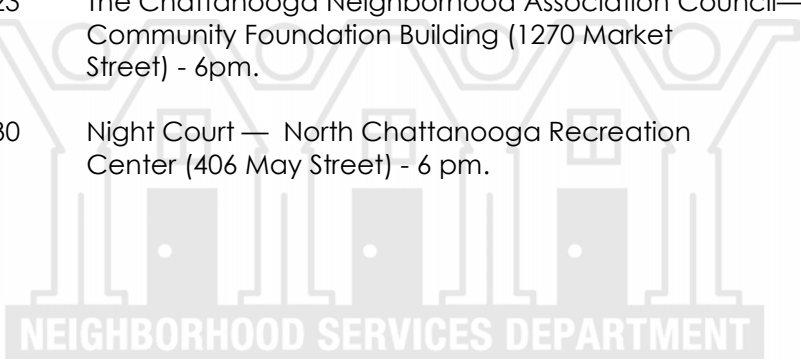 23 The Chattanooga Neighborhood Association Council—
Community Foundation Building (1270 Market
Street) - 6pm.
30 Night Court — North Chattanooga Recreation
Center (406 May Street) - 6 pm.
NEIGHBORHOOD SERVICES DEPARTMENT